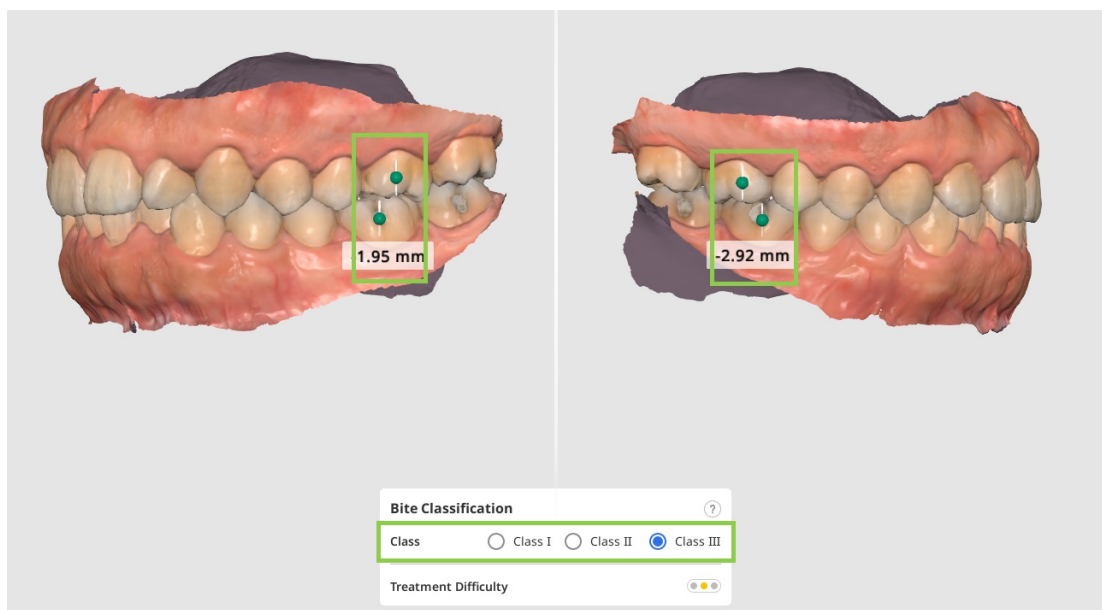 -1.95 mm
-2.92 mm
Bite Classification ?
Class Class I Class II Class III
Treatment Difficulty